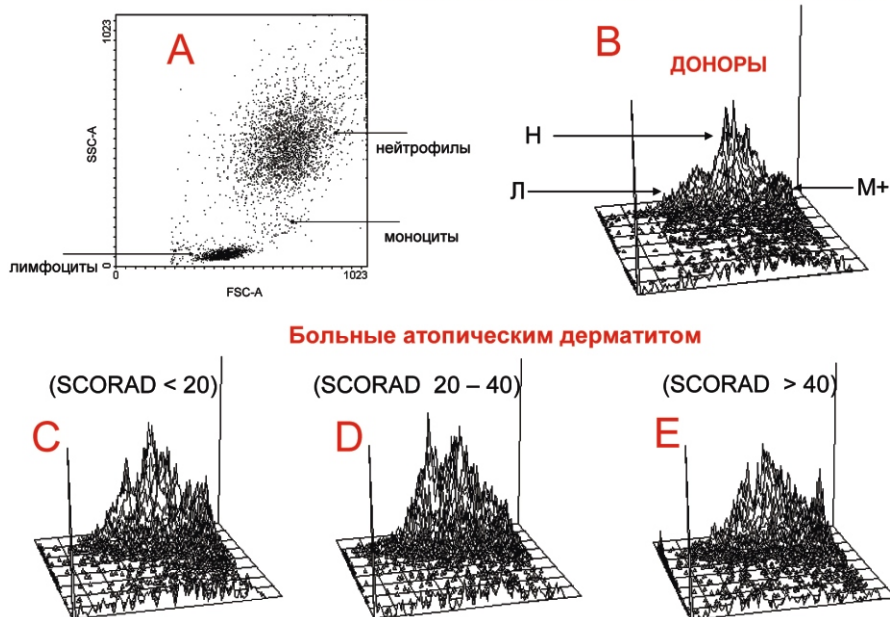 A
1023
SSC-A
0
нейтрофилы
моноциты
лимфоциты
0
1023
FSC-A
B
ДОНОРЫ
Н
Л
М+
Больные атопическим дерматитом
(SCORAD < 20)
(SCORAD 20 – 40)
(SCORAD > 40)
C
D
E